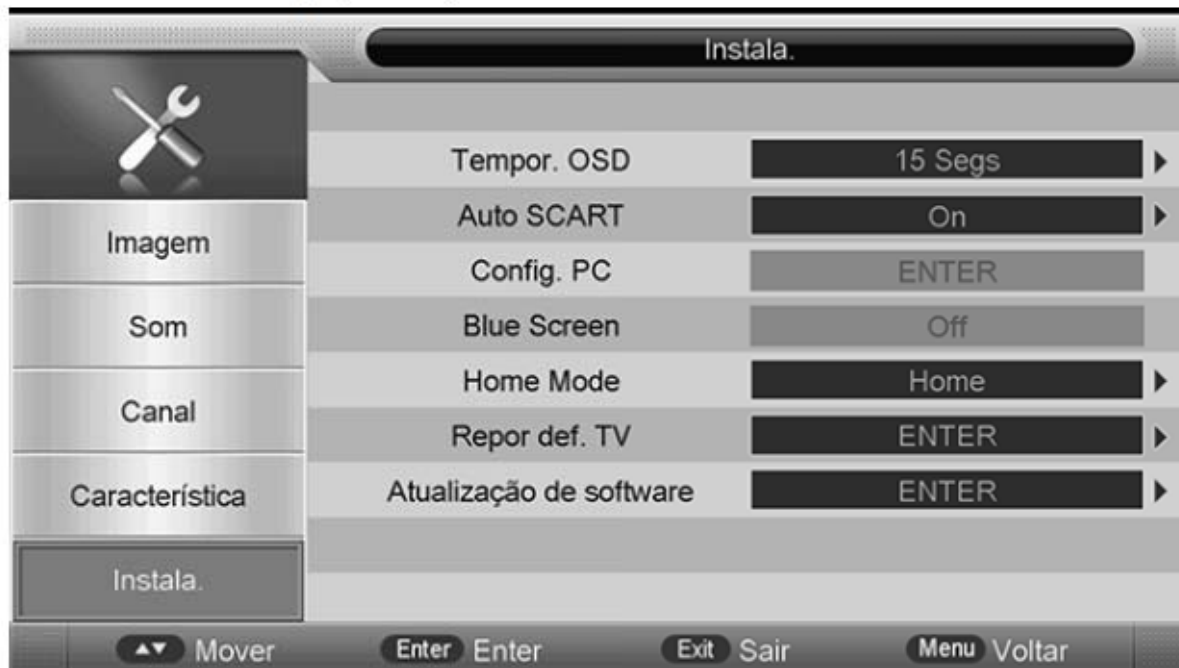 Instala.
Imagem
Som
Canal
Característica
Instala.
Tempor. OSD 15 Segs
Auto SCART On
Config. PC ENTER
Blue Screen Off
Home Mode Home
Repor def. TV ENTER
Atualização de software ENTER
Mover Enter Enter Exit Sair Menu Voltar